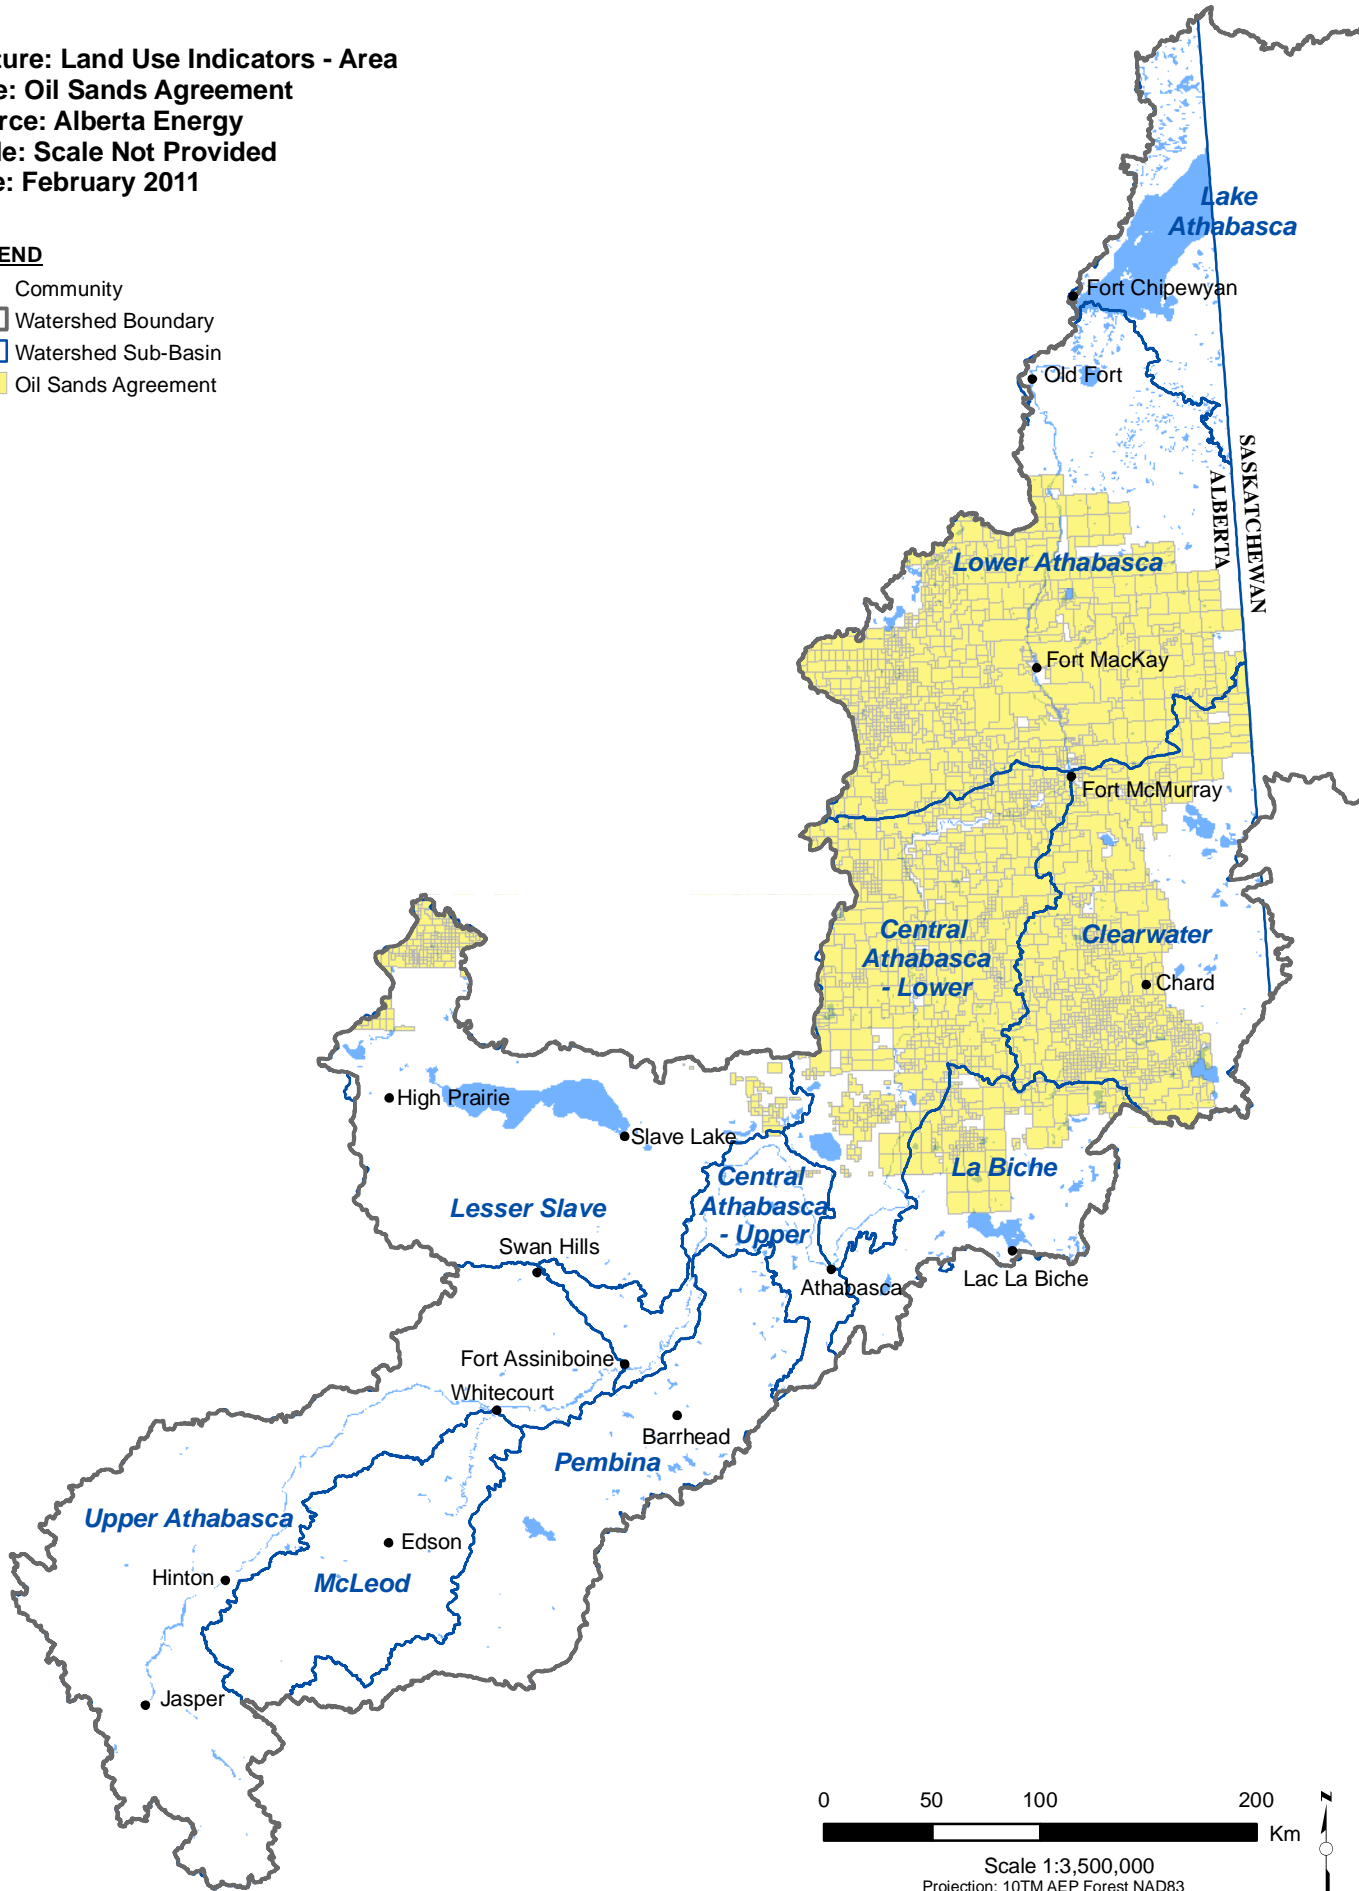 ture: Land Use Indicators - Area
e: Oil Sands Agreement
rce: Alberta Energy
le: Scale Not Provided
e: February 2011
END
Community
Watershed Boundary
Watershed Sub-Basin
Oil Sands Agreement
Lake
Athabasca
Fort Chipewyan
Old Fort
SASKATCHEWAN
ALBERTA
Lower Athabasca
Fort MacKay
Fort McMurray
Central
Athabasca
- Lower
Clearwater
Chard
High Prairie
Slave Lake
Central
Athabasca
- Upper
La Biche
Lesser Slave
Swan Hills
Athabasca
Lac La Biche
Fort Assiniboine
Whitecourt
Barrhead
Pembina
Upper Athabasca
Edson
Hinton
McLeod
Jasper
0 50 100 200
Km
N
Scale 1:3,500,000
Projection: 10TM AEP Forest NAD83